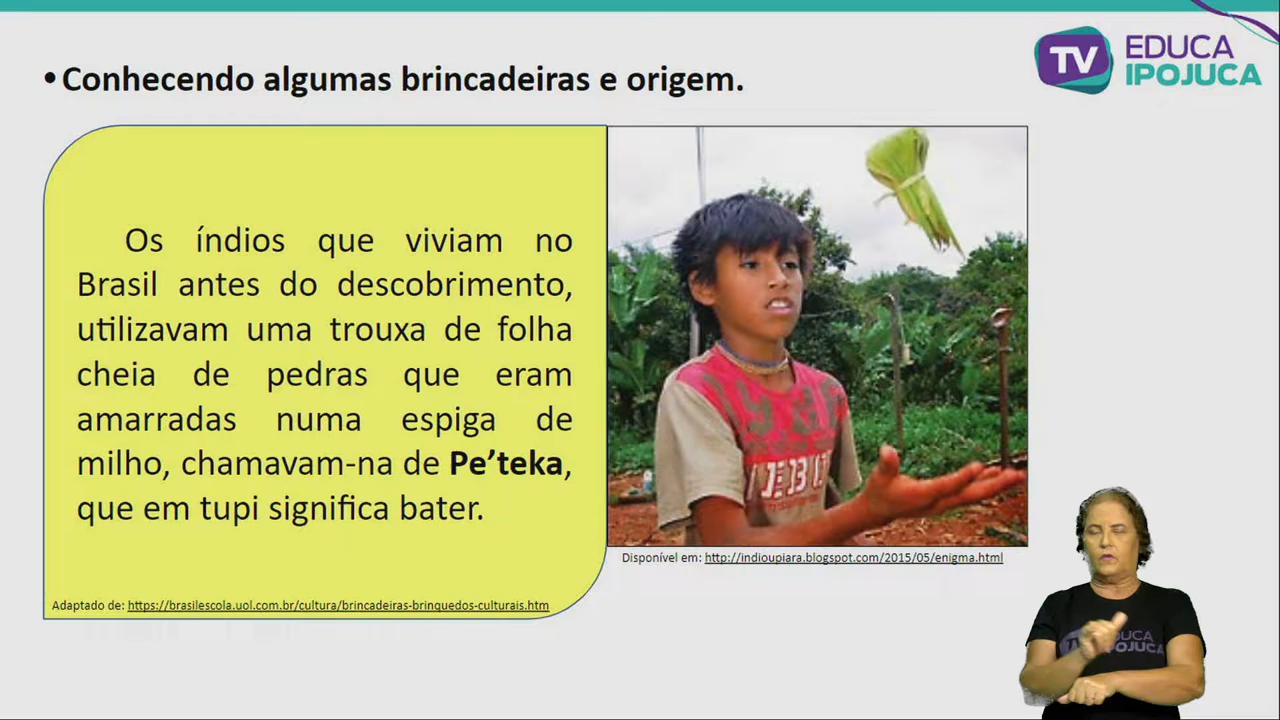 • Conhecendo algumas brincadeiras e origem.
TV EDUCA
IPOJUCA
Os índios que viviam no
Brasil antes do descobrimento,
utilizavam uma trouxa de folha
cheia de pedras que eram
amarradas numa espiga de
milho, chamavam-na de Pe’teka,
que em tupi significa bater.
Adaptado de: https://brasilescola.uol.com.br/cultura/brincadeiras-brinquedos-culturais.htm
Disponível em: http://indioupiara.blogspot.com/2015/05/enigma.html
EDUCA
IPOJUCA